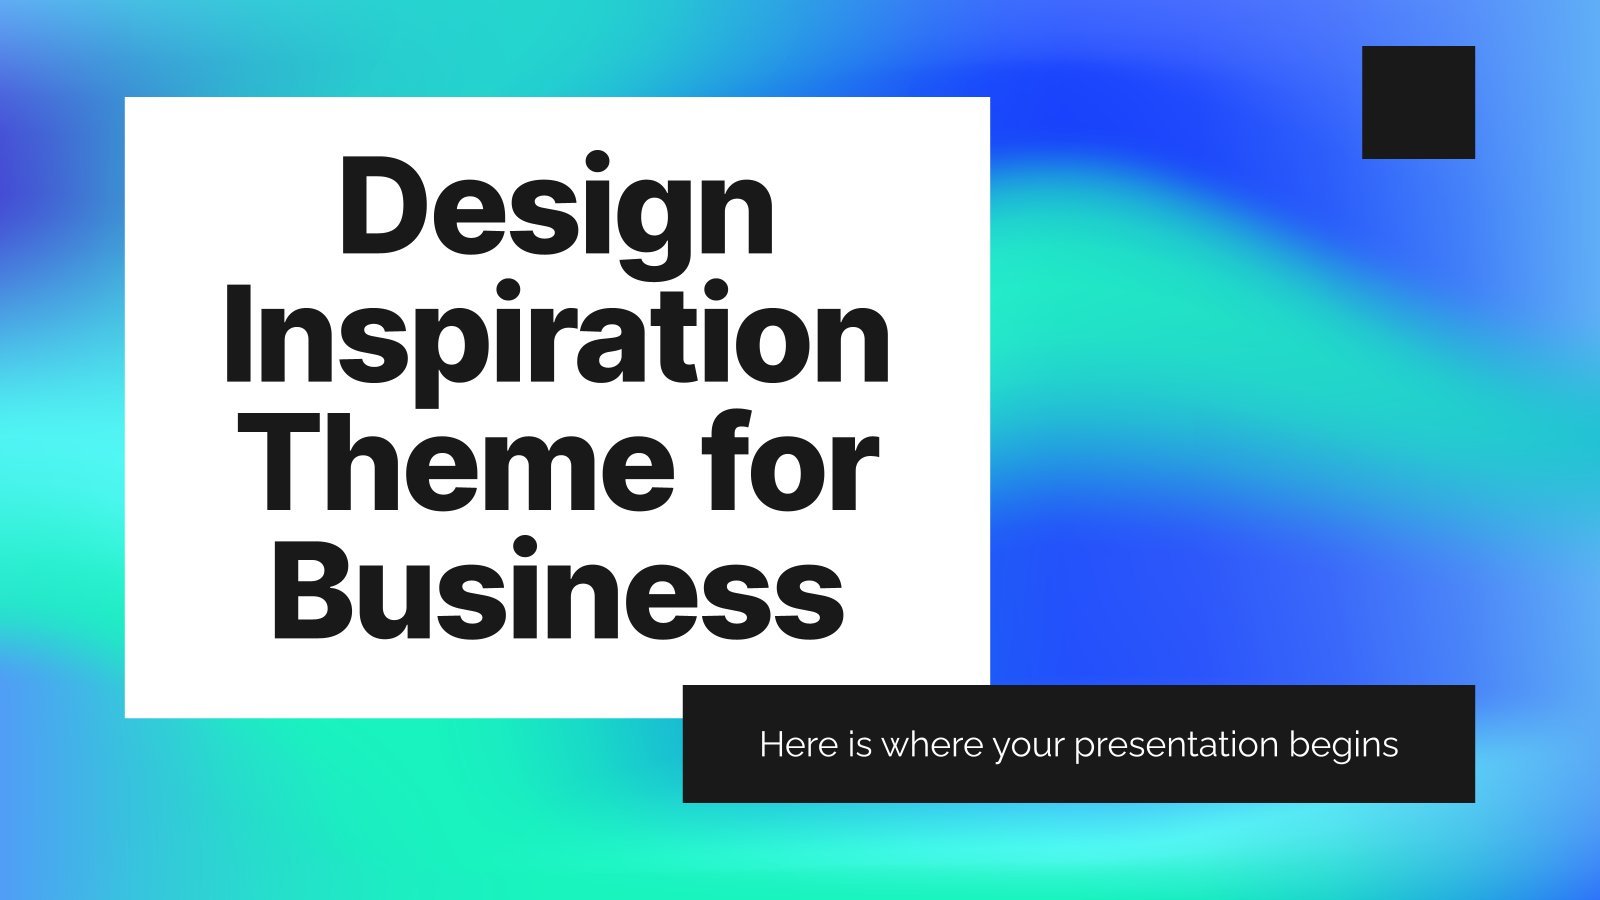 Design
Inspiration
Theme for
Business
Here is where your presentation begins